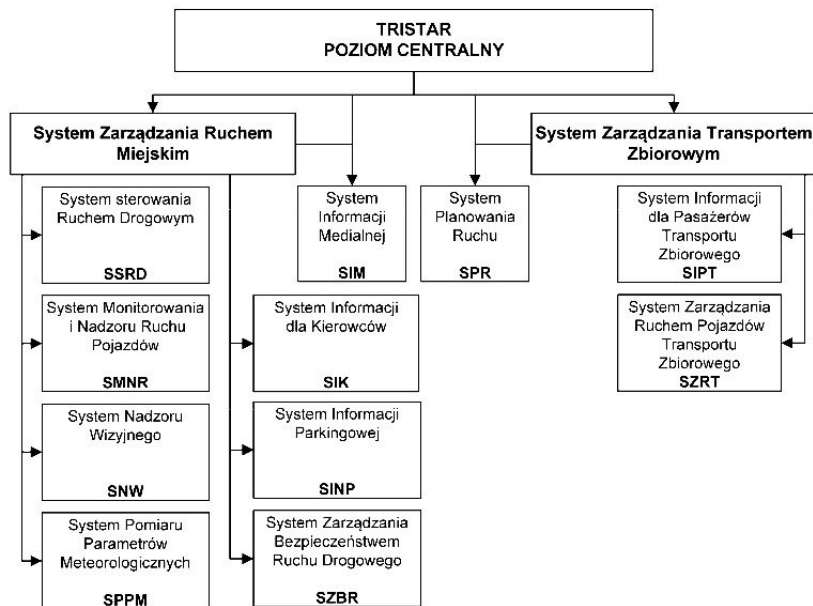 TRISTAR
POZIOM CENTRALNY
System Zarządzania Ruchem
Miejskim
System Zarządzania Transportem
Zbiorowym
System sterowania
Ruchem Drogowym
SSRD
System
Informacji
Medialnej
SIM
System
Planowania
Ruchu
SPR
System Informacji
dla Pasażerów
Transportu
Zbiorowego
SIPT
System Monitorowania
i Nadzoru Ruchu
Pojazdów
SMNR
System Informacji
dla Kierowców
SIK
System Zarządzania
Ruchem Pojazdów
Transportu
Zbiorowego
SZRT
System Nadzoru
Wizyjnego
SNW
System Informacji
Parkingowej
SINP
System Pomiaru
Parametrów
Meteorologicznych
SPPM
System Zarządzania
Bezpieczeństwem
Ruchu Drogowego
SZBR